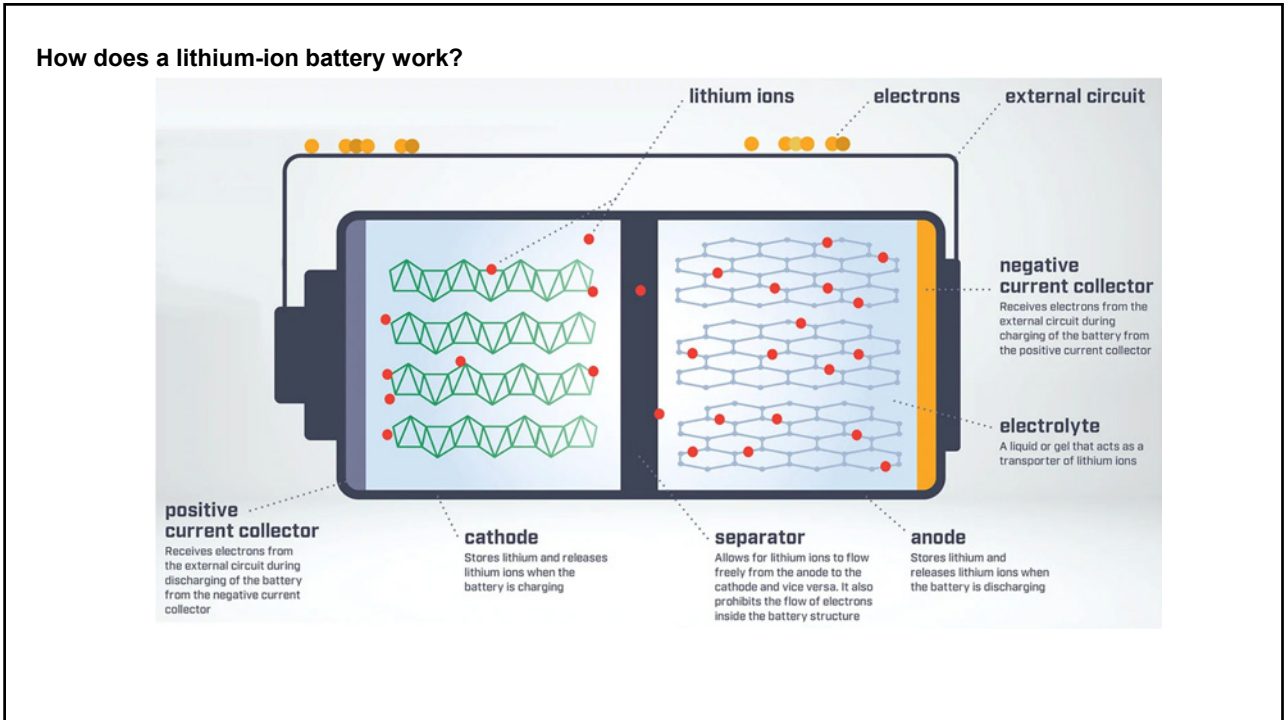 How does a lithium-ion battery work?
lithium ions
electrons
external circuit
negative
current collector
Receives electrons from the
external circuit during
charging of the battery from
the positive current collector
electrolyte
A liquid or gel that acts as a
transporter of lithium ions
positive
current collector
Receives electrons from
the external circuit during
discharging of the battery
from the negative current
collector
cathode
Stores lithium and releases
lithium ions when the
battery is charging
separator
Allows for lithium ions to flow
freely from the anode to the
cathode and vice versa. It also
prohibits the flow of electrons
inside the battery structure
anode
Stores lithium and
releases lithium ions when
the battery is discharging